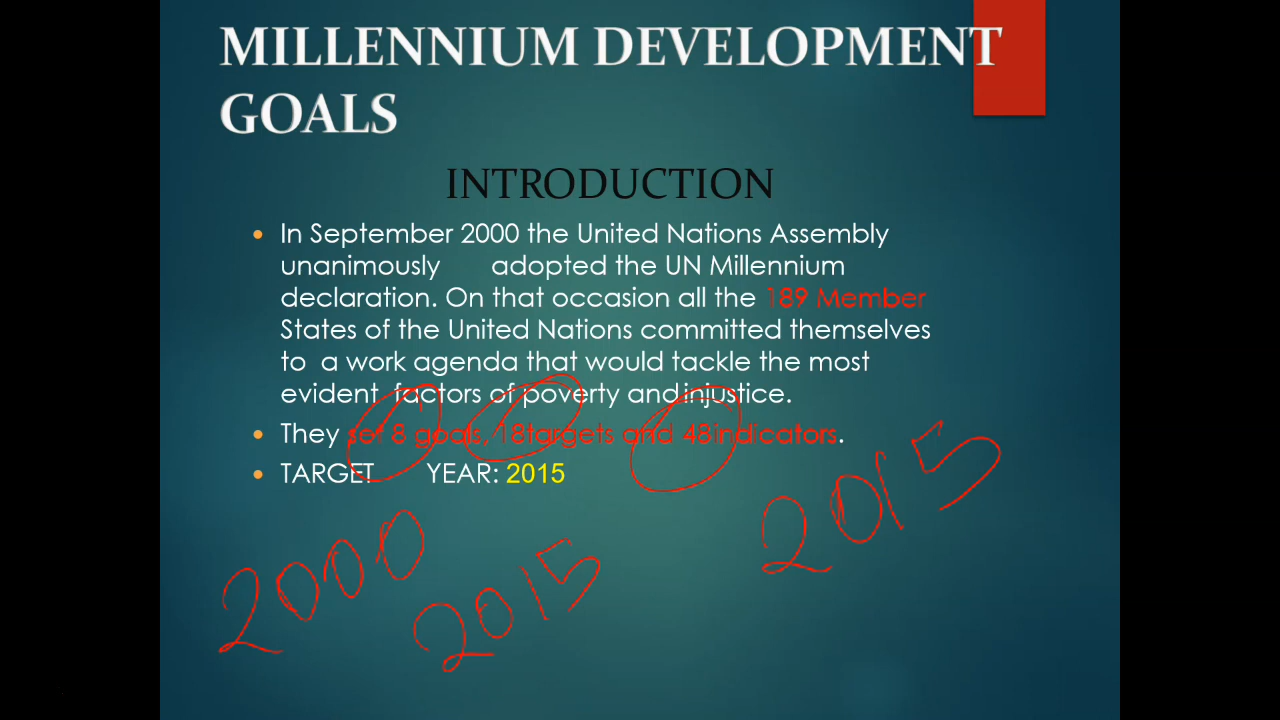 MILLENNIUM DEVELOPMENT
GOALS
INTRODUCTION
• In September 2000 the United Nations Assembly
unanimously adopted the UN Millennium
declaration. On that occasion all the 189 Member
States of the United Nations committed themselves
to a work agenda that would tackle the most
evident factors of poverty and injustice.
• They set 8 goals, 18targets and 48indicators.
• TARGET YEAR: 2015
2000
2015
2015